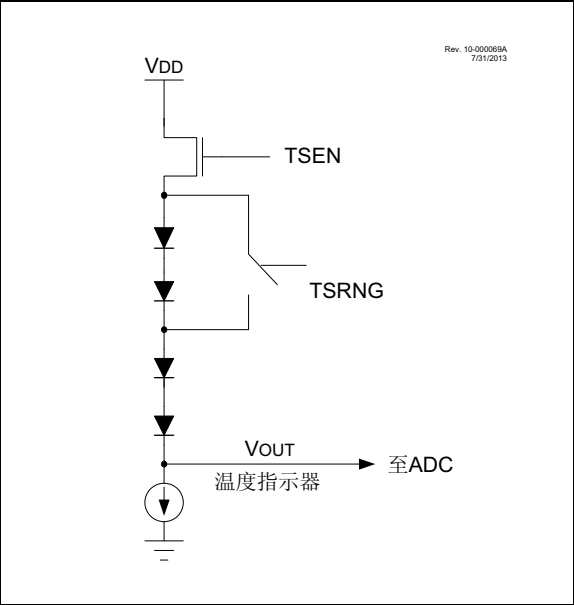 Rev. 10-000069A
7/31/2013
VDD
TSEN
TSRNG
VOUT
至ADC
温度指示器